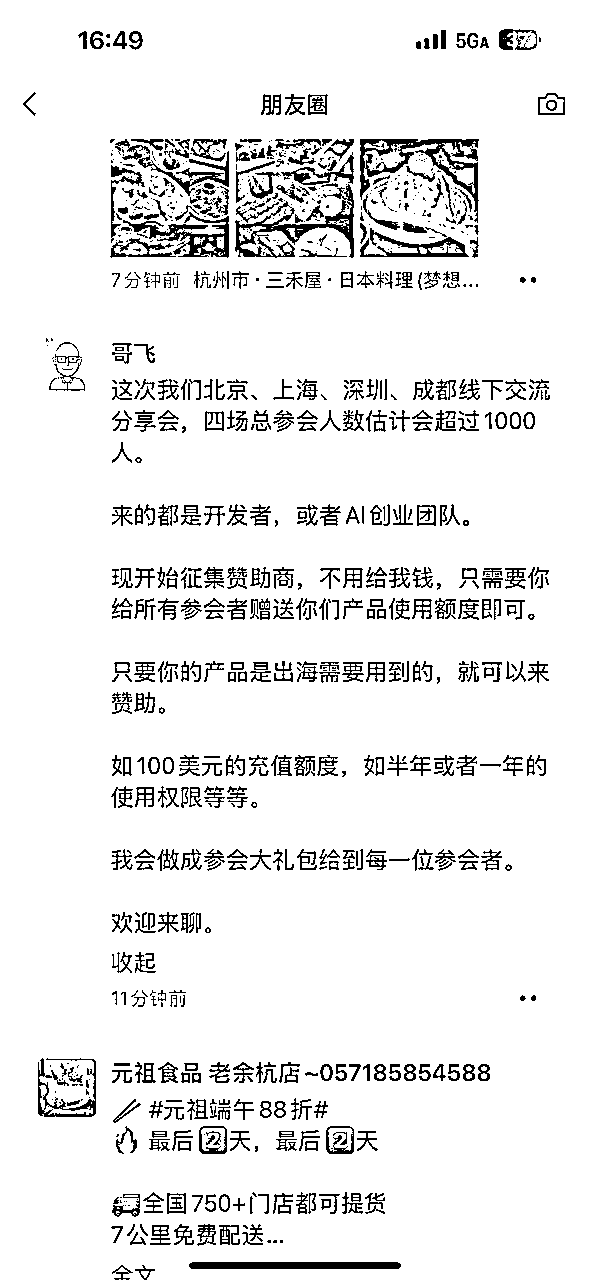 16:49
5GA 37
朋友圈
7分钟前 杭州市·三禾屋·日本料理(梦想...
哥飞
这次我们北京、上海、深圳、成都线下交流
分享会，四场总参会人数估计会超过1000
人。
来的都是开发者，或者AI创业团队。
现开始征集赞助商，不用给我钱，只需要你
给所有参会者赠送你们产品使用额度即可。
只要你的产品是出海需要用到的，就可以来
赞助。
如100美元的充值额度，如半年或者一年的
使用权限等等。
我会做成参会大礼包给到每一位参会者。
欢迎来聊。
收起
11分钟前
元祖食品 老余杭店~057185854588
🥢 #元祖端午88折#
🔥 最后2️⃣天，最后2️⃣天
🚚全国750+门店都可提货
7公里免费配送...
全文